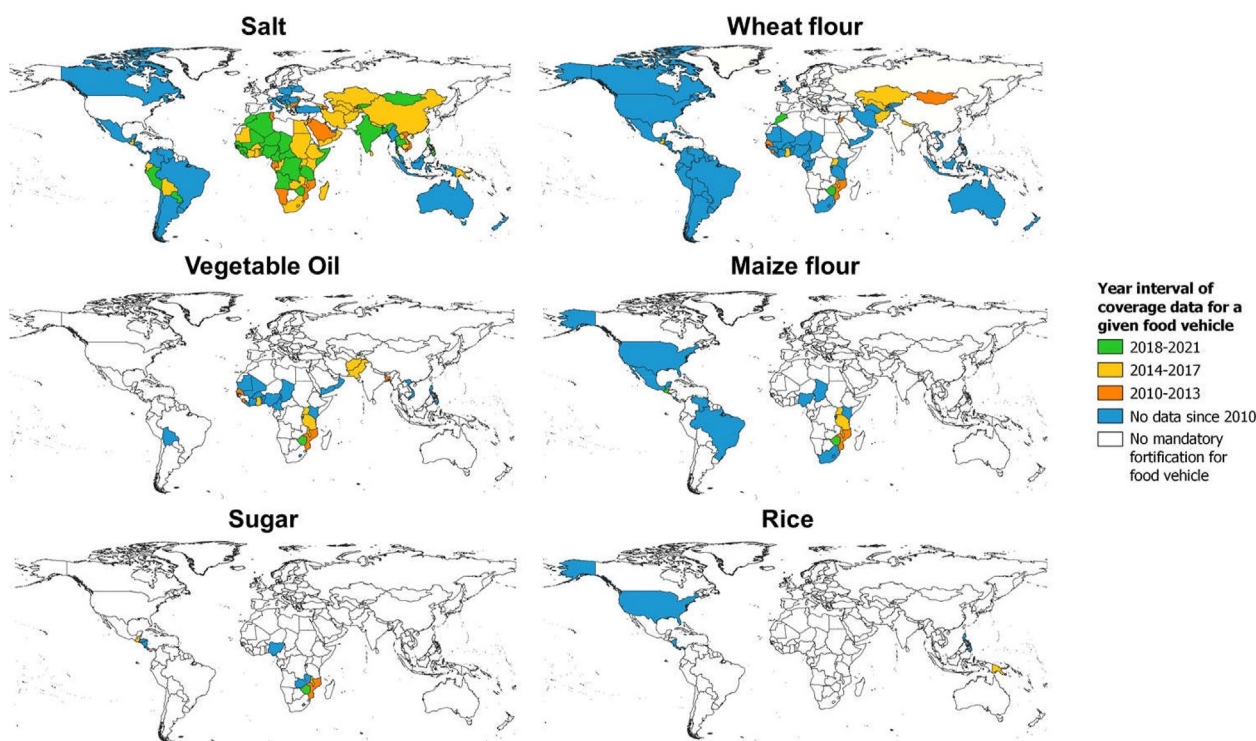 Salt
Wheat flour
Vegetable Oil
Maize flour
Sugar
Rice
Year interval of
coverage data for a
given food vehicle
2018-2021
2014-2017
2010-2013
No data since 2010
No mandatory
fortification for
food vehicle